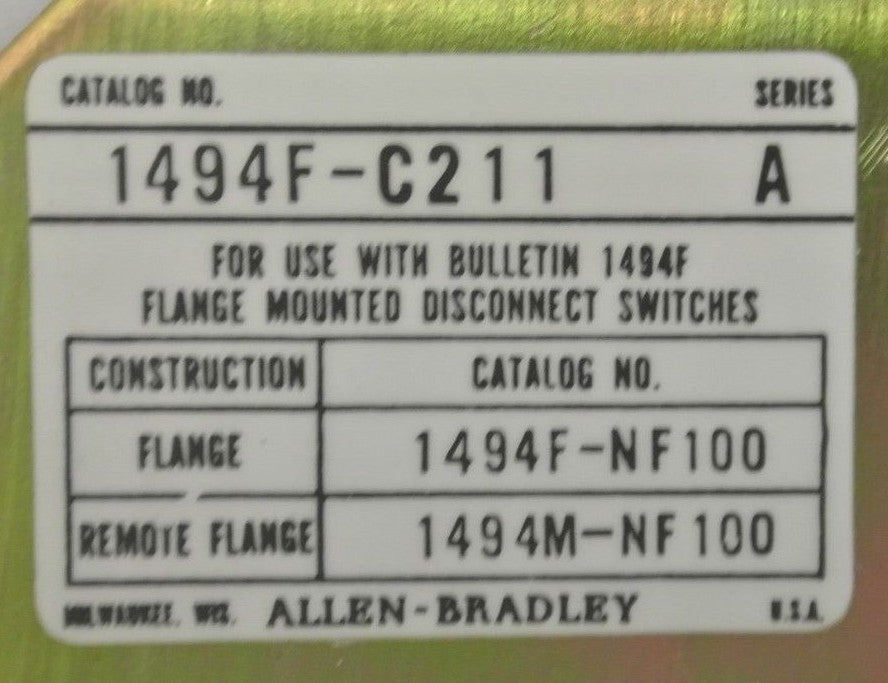 CATALOG NO. SERIES
1494F-C211 A
FOR USE WITH BULLETIN 1494F
FLANGE MOUNTED DISCONNECT SWITCHES
CONSTRUCTION CATALOG NO.
FLANGE 1494F-NF100
REMOTE FLANGE 1494M-NF100
MILWAUKEE, WIS. ALLEN-BRADLEY U.S.A.